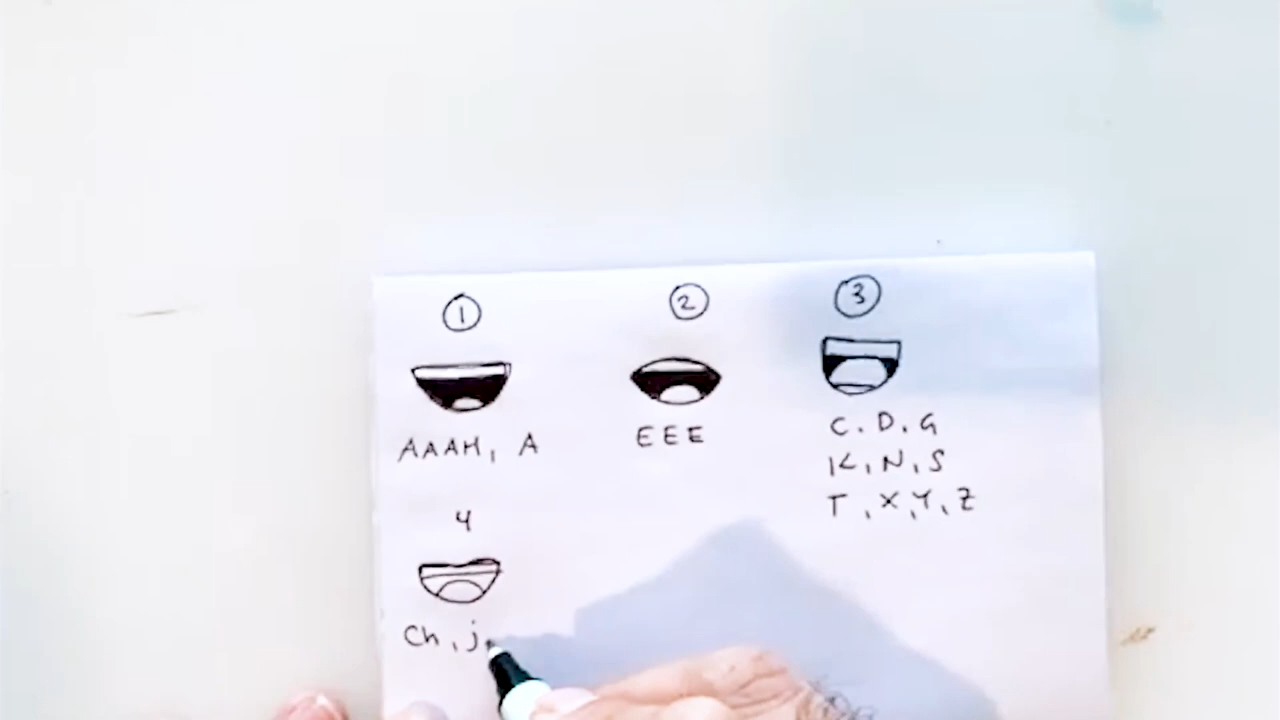 1 2 3
AAAH, A
EEE
C. D. G
K, N, S
T, X, Y, Z
4
Ch, j,